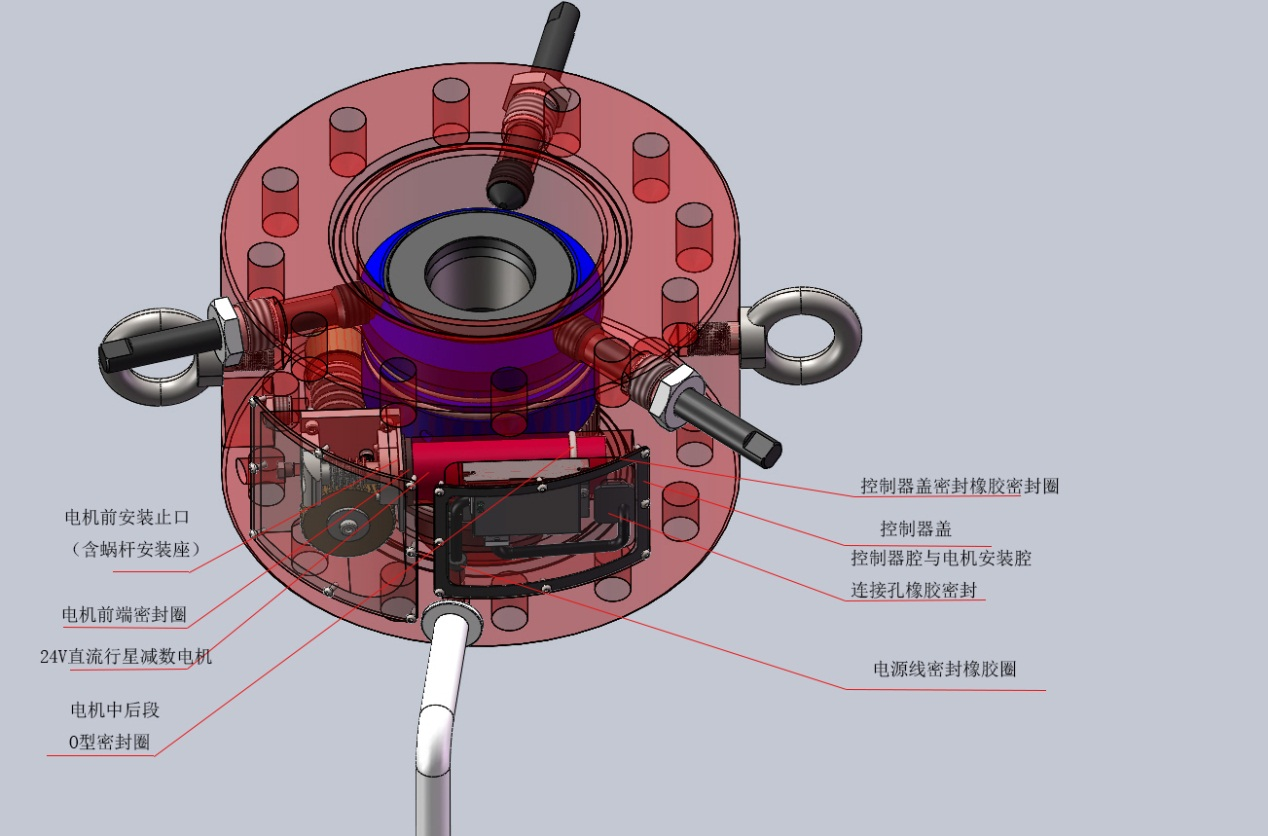 电机前安装止口
（含蜗杆安装座）
电机前端密封圈
24V直流行星减数电机
电机中后段
O型密封圈
控制器盖密封橡胶密封圈
控制器盖
控制器腔与电机安装腔
连接孔橡胶密封
电源线密封橡胶圈